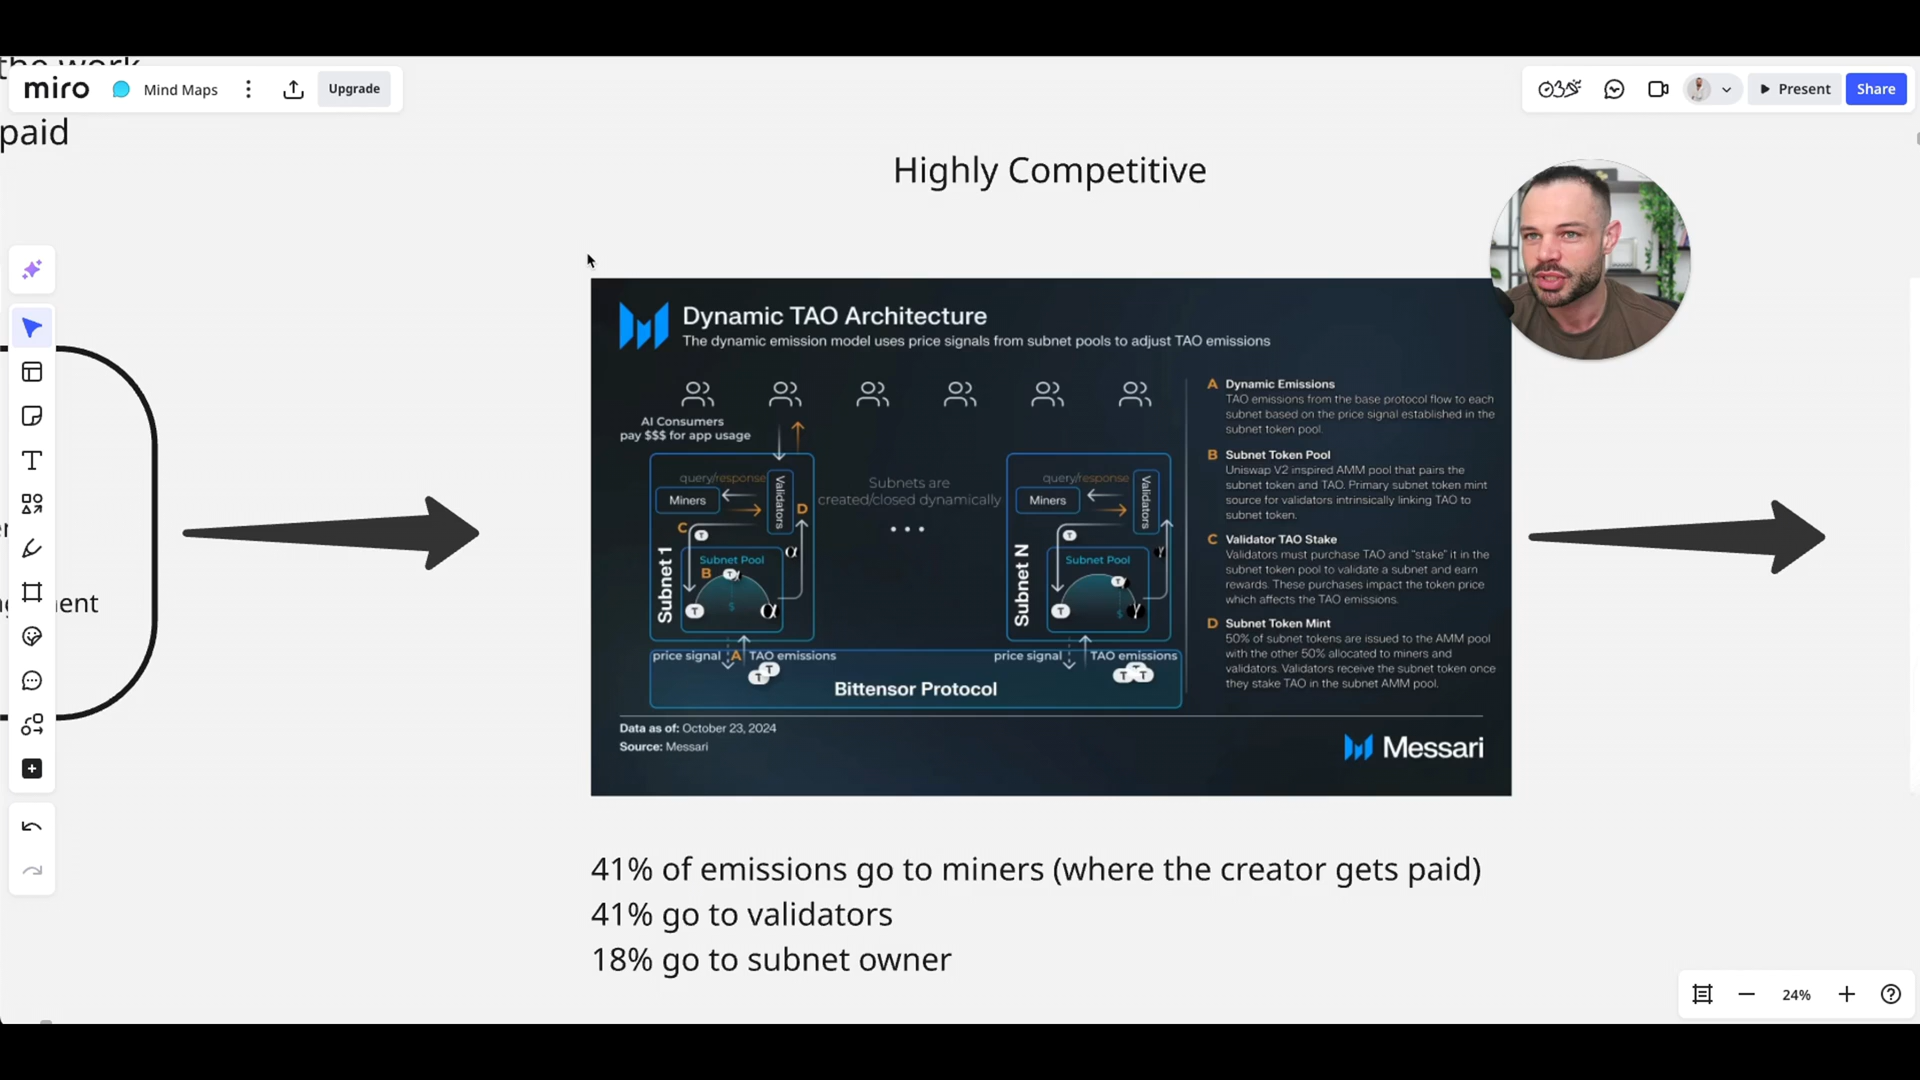 the work
miro
Mind Maps
Upgrade
Present
Share
paid
Highly Competitive
Dynamic TAO Architecture
The dynamic emission model uses price signals from subnet pools to adjust TAO emissions
AI Consumers
pay $$$ for app usage
query/response
Miners
Validators
C
D
T
α
Subnet 1
Subnet Pool
B
T
$
T
α
Subnets are
created/closed dynamically
...
query/response
Miners
Validators
T
Subnet N
Subnet Pool
T
$
T
price signal
A
TAO emissions
T T
price signal
TAO emissions
T T
Bittensor Protocol
A Dynamic Emissions
TAO emissions from the base protocol flow to each
subnet based on the price signal established in the
subnet token pool.
B Subnet Token Pool
Uniswap V2 inspired AMM pool that pairs the
subnet token and TAO. Primary subnet token mint
source for validators intrinsically linking TAO to
subnet token.
C Validator TAO Stake
Validators must purchase TAO and "stake" it in the
subnet token pool to validate a subnet and earn
rewards. These purchases impact the token price
which affects the TAO emissions.
D Subnet Token Mint
50% of subnet tokens are issued to the AMM pool
with the other 50% allocated to miners and
validators. Validators receive the subnet token once
they stake TAO in the subnet AMM pool.
Data as of: October 23, 2024
Source: Messari
Messari
41% of emissions go to miners (where the creator gets paid)
41% go to validators
18% go to subnet owner
24%